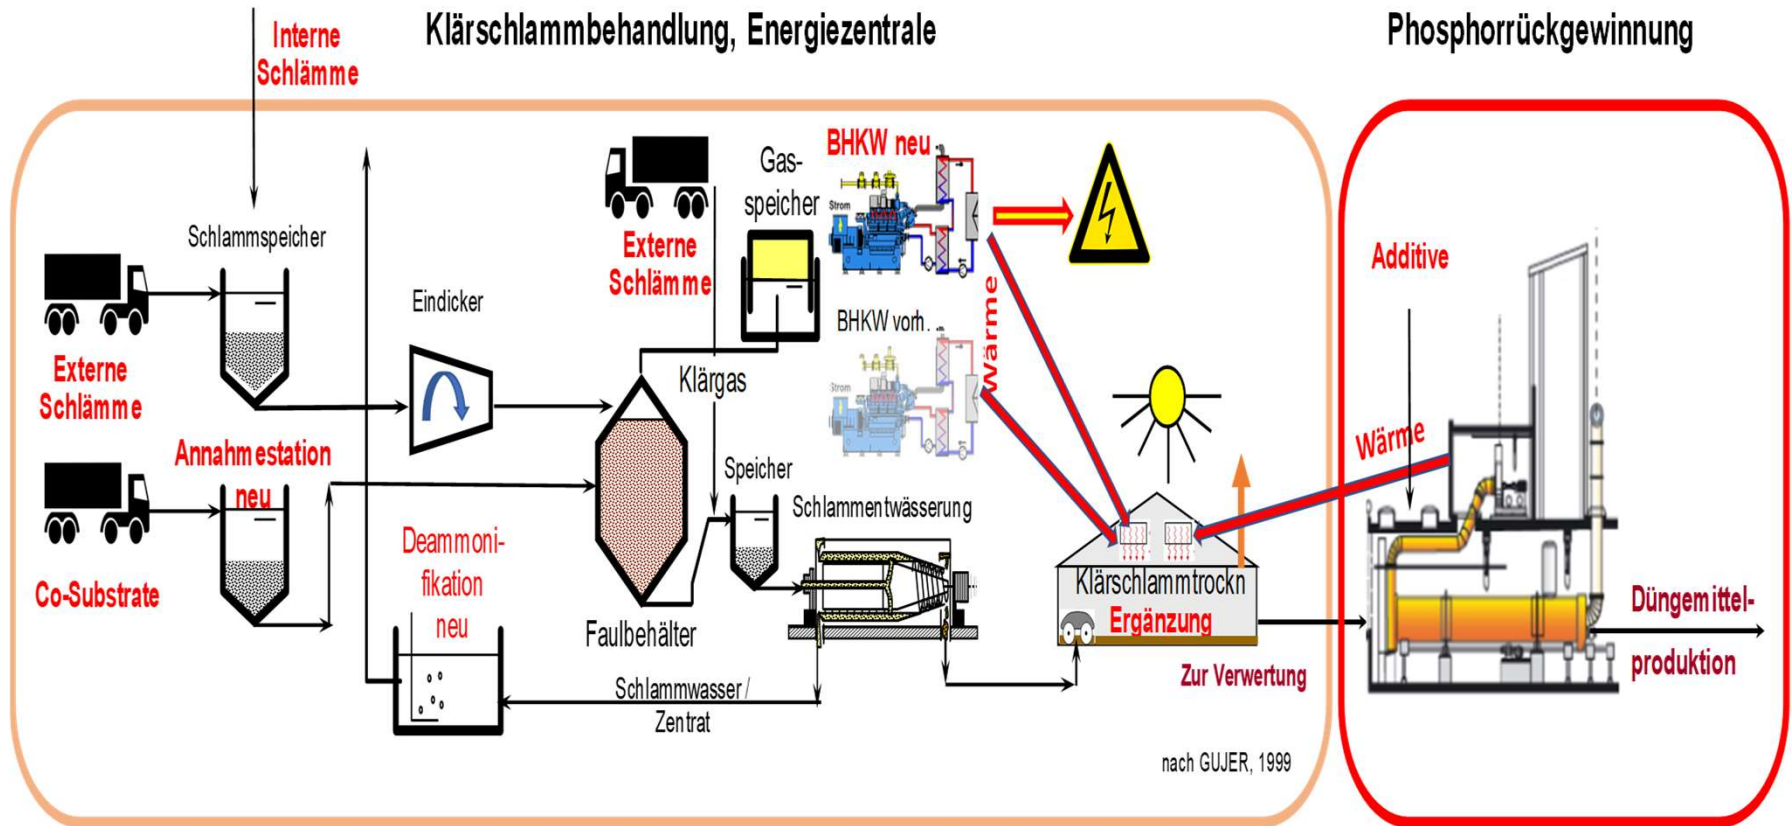 Klärschlammbehandlung, Energiezentrale
Phosphorrückgewinnung
Interne
Schlämme
BHKW neu
Gas-
speicher
Strom
Externe
Schlämme
Schlammspeicher
Additive
Eindicker
Wärme
BHKW vorh.
Externe
Schlämme
Klärgas
Strom
Wärme
Annahmestation
neu
Speicher
Schlammentwässerung
Deammoni-
fikation
neu
Co-Substrate
Klärschlammtrockn
Ergänzung
Düngemittel-
produktion
Faulbehälter
Schlammwasser /
Zentrat
Zur Verwertung
nach GUJER, 1999